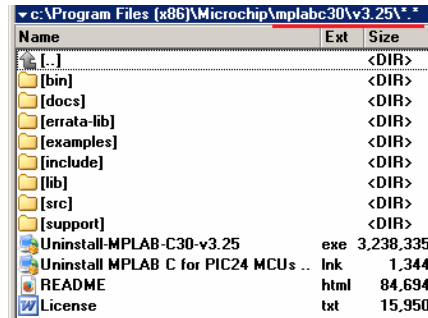 c:\Program Files (x86)\Microchip\mplabc30\v3.25\*.*
Name Ext Size
[..] <DIR>
[bin] <DIR>
[docs] <DIR>
[errata-lib] <DIR>
[examples] <DIR>
[include] <DIR>
[lib] <DIR>
[src] <DIR>
[support] <DIR>
Uninstall-MPLAB-C30-v3.25 exe 3,238,335
Uninstall MPLAB C for PIC24 MCUs .. lnk 1,344
README html 84,694
License txt 15,950